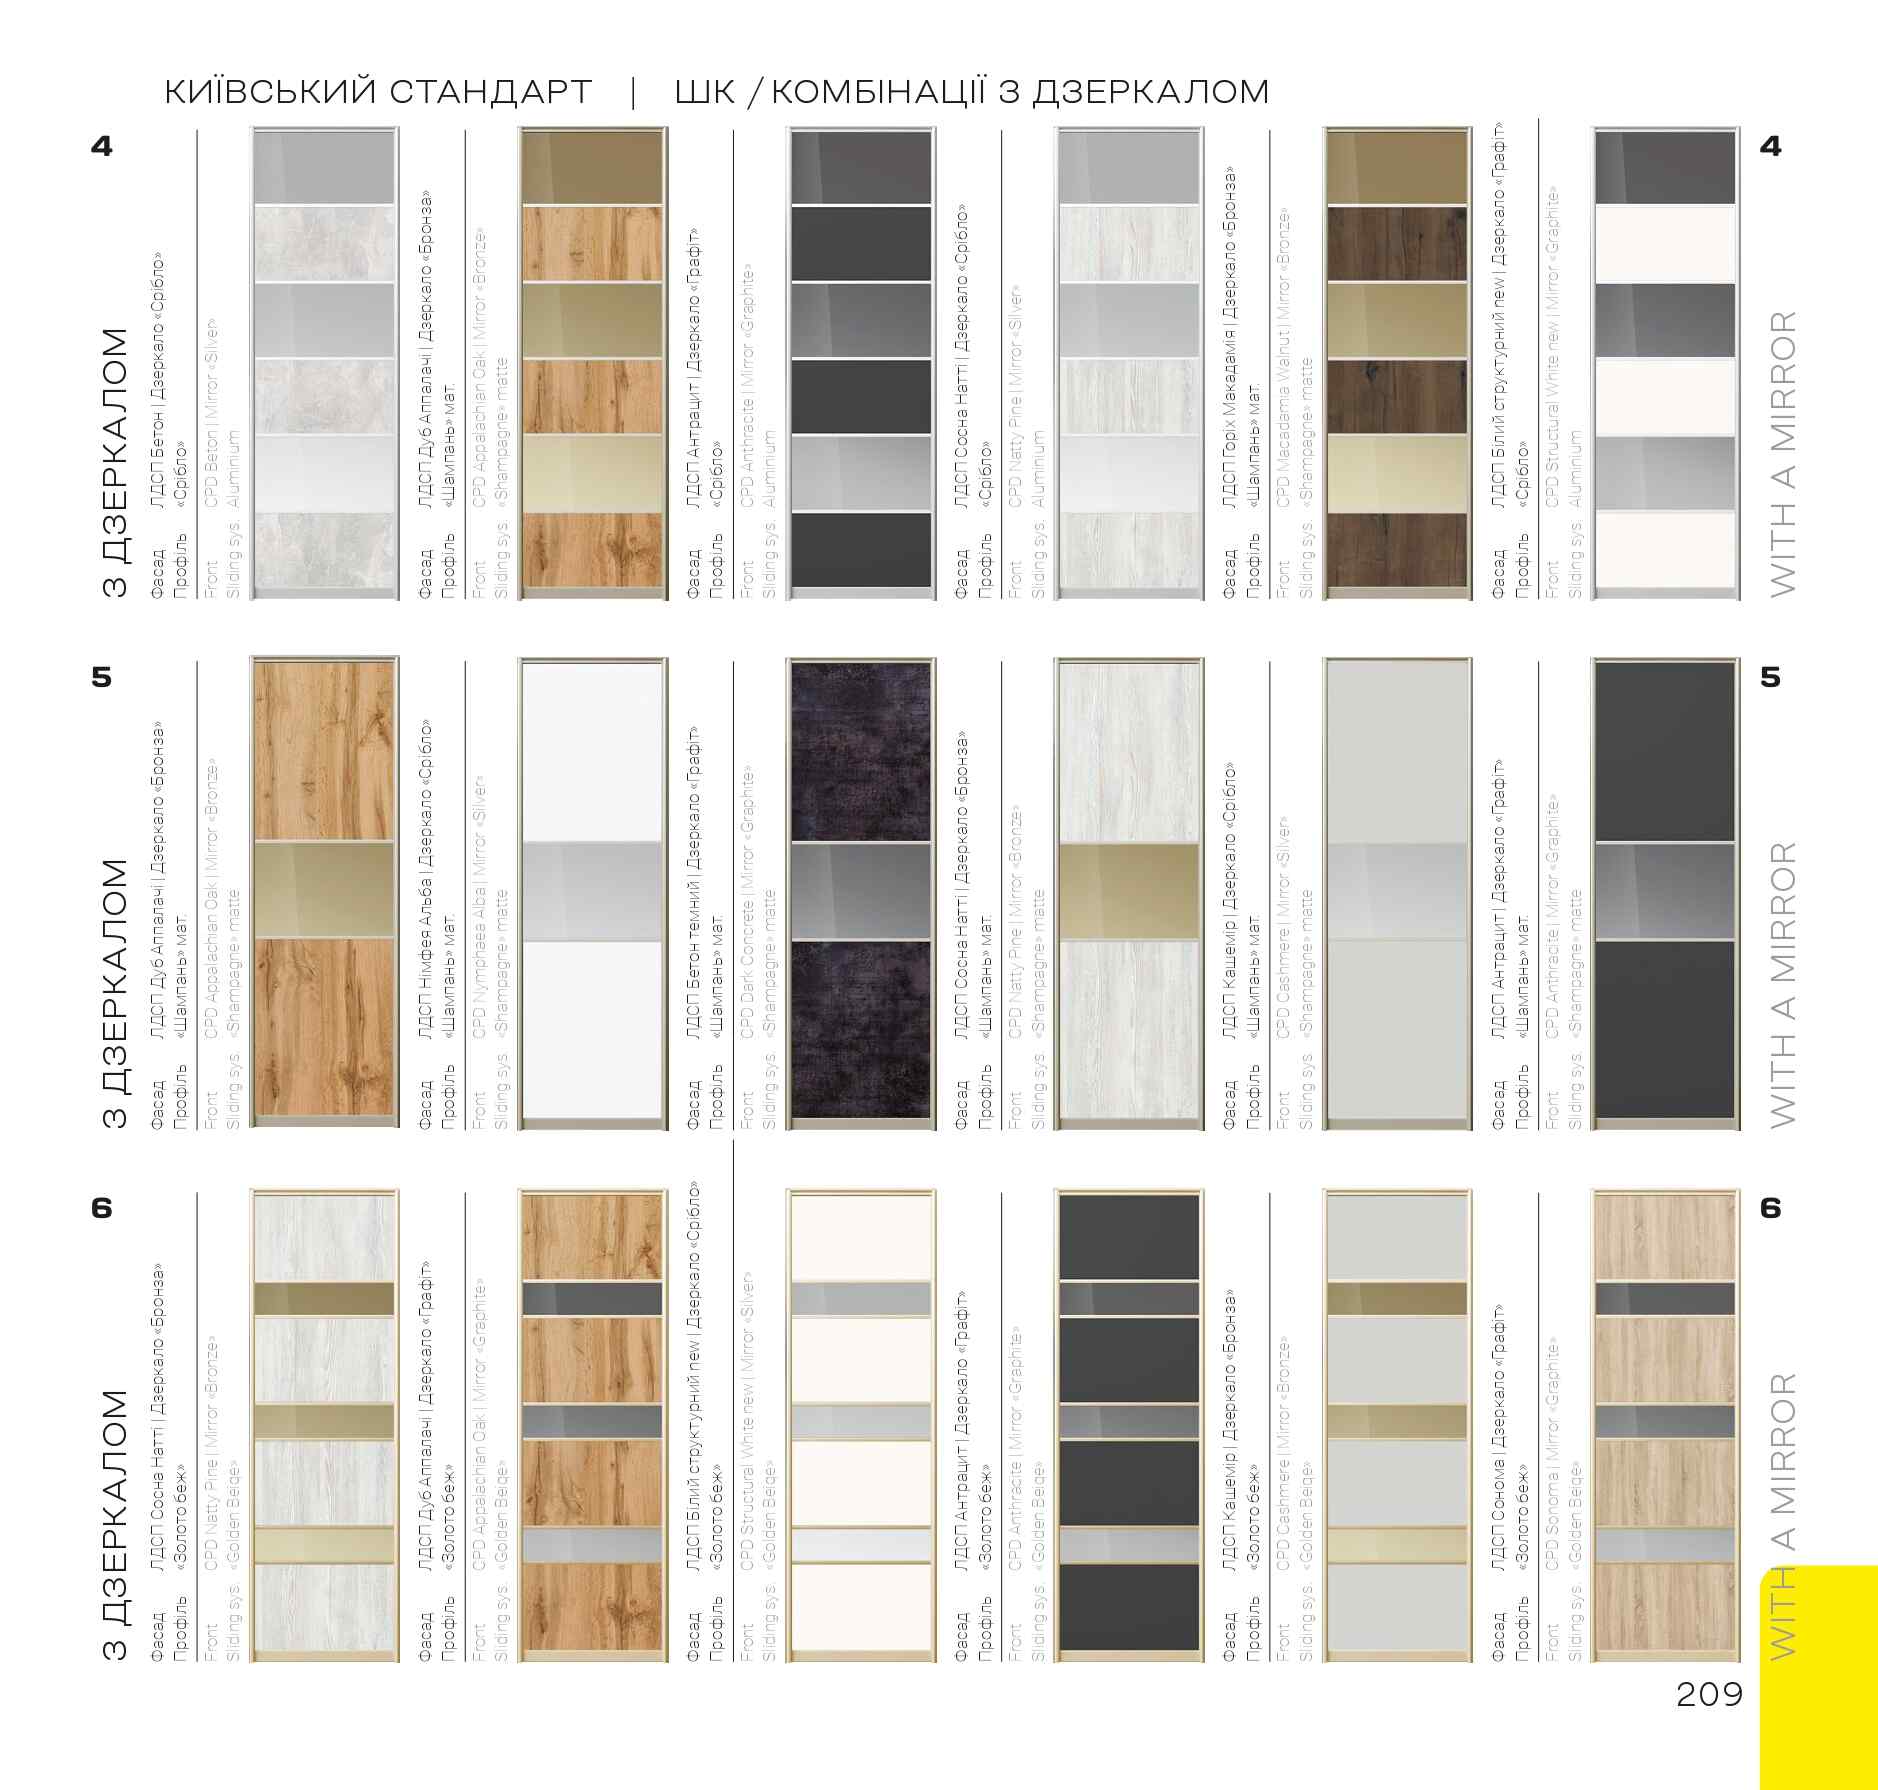 КИЇВСЬКИЙ СТАНДАРТ | ШК / КОМБІНАЦІЇ З ДЗЕРКАЛОМ
4
З ДЗЕРКАЛОМ
Фасад ЛДСП Бетон | Дзеркало «Срібло»
Профіль «Срібло»
Front CPD Beton | Mirror «Silver»
Sliding sys. Aluminium
Фасад ЛДСП Дуб Аппалачі | Дзеркало «Бронза»
Профіль «Шампань» мат.
Front CPD Appalachian Oak | Mirror «Bronze»
Sliding sys. «Shampagne» matte
Фасад ЛДСП Антрацит | Дзеркало «Графіт»
Профіль «Срібло»
Front CPD Anthracite | Mirror «Graphite»
Sliding sys. Aluminium
Фасад ЛДСП Сосна Натті | Дзеркало «Срібло»
Профіль «Срібло»
Front CPD Natty Pine | Mirror «Silver»
Sliding sys. Aluminium
Фасад ЛДСП Горіх Макадамія | Дзеркало «Бронза»
Профіль «Шампань» мат.
Front CPD Macadamia Walnut | Mirror «Bronze»
Sliding sys. «Shampagne» matte
Фасад ЛДСП Білий структурний new | Дзеркало «Графіт»
Профіль «Срібло»
Front CPD Structural White new | Mirror «Graphite»
Sliding sys. Aluminium
4
WITH A MIRROR
5
З ДЗЕРКАЛОМ
Фасад ЛДСП Дуб Аппалачі | Дзеркало «Бронза»
Профіль «Шампань» мат.
Front CPD Appalachian Oak | Mirror «Bronze»
Sliding sys. «Shampagne» matte
Фасад ЛДСП Німфея Альба | Дзеркало «Срібло»
Профіль «Шампань» мат.
Front CPD Nymphaea Alba | Mirror «Silver»
Sliding sys. «Shampagne» matte
Фасад ЛДСП Бетон темний | Дзеркало «Графіт»
Профіль «Шампань» мат.
Front CPD Dark Concrete | Mirror «Graphite»
Sliding sys. «Shampagne» matte
Фасад ЛДСП Сосна Натті | Дзеркало «Бронза»
Профіль «Шампань» мат.
Front CPD Natty Pine | Mirror «Bronze»
Sliding sys. «Shampagne» matte
Фасад ЛДСП Кашемір | Дзеркало «Срібло»
Профіль «Шампань» мат.
Front CPD Cashmere | Mirror «Silver»
Sliding sys. «Shampagne» matte
Фасад ЛДСП Антрацит | Дзеркало «Графіт»
Профіль «Шампань» мат.
Front CPD Anthracite | Mirror «Graphite»
Sliding sys. «Shampagne» matte
5
WITH A MIRROR
6
З ДЗЕРКАЛОМ
Фасад ЛДСП Сосна Натті | Дзеркало «Бронза»
Профіль «Золото беж»
Front CPD Natty Pine | Mirror «Bronze»
Sliding sys. «Golden Beige»
Фасад ЛДСП Дуб Аппалачі | Дзеркало «Графіт»
Профіль «Золото беж»
Front CPD Appalachian Oak | Mirror «Graphite»
Sliding sys. «Golden Beige»
Фасад ЛДСП Білий структурний new | Дзеркало «Срібло»
Профіль «Золото беж»
Front CPD Structural White new | Mirror «Silver»
Sliding sys. «Golden Beige»
Фасад ЛДСП Антрацит | Дзеркало «Графіт»
Профіль «Золото беж»
Front CPD Anthracite | Mirror «Graphite»
Sliding sys. «Golden Beige»
Фасад ЛДСП Кашемір | Дзеркало «Бронза»
Профіль «Золото беж»
Front CPD Cashmere | Mirror «Bronze»
Sliding sys. «Golden Beige»
Фасад ЛДСП Сонома | Дзеркало «Графіт»
Профіль «Золото беж»
Front CPD Sonoma | Mirror «Graphite»
Sliding sys. «Golden Beige»
6
WITH A MIRROR
209